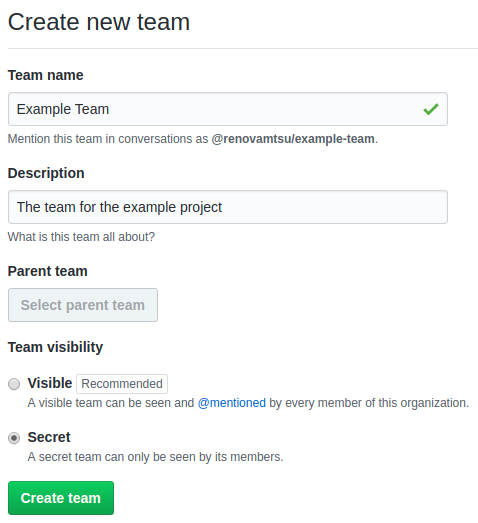 Create new team
Team name
Example Team
Mention this team in conversations as @renovamtsu/example-team.
Description
The team for the example project
What is this team all about?
Parent team
Select parent team
Team visibility
Visible Recommended
A visible team can be seen and @mentioned by every member of this organization.
Secret
A secret team can only be seen by its members.
Create team